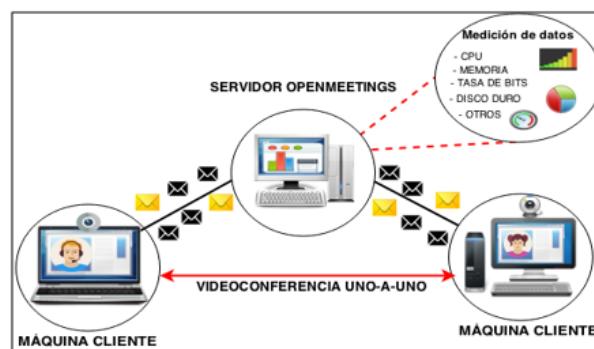 Medición de datos
- CPU
- MEMORIA
- TASA DE BITS
- DISCO DURO
- OTROS
SERVIDOR OPENMEETINGS
VIDEOCONFERENCIA UNO-A-UNO
MÁQUINA CLIENTE
MÁQUINA CLIENTE